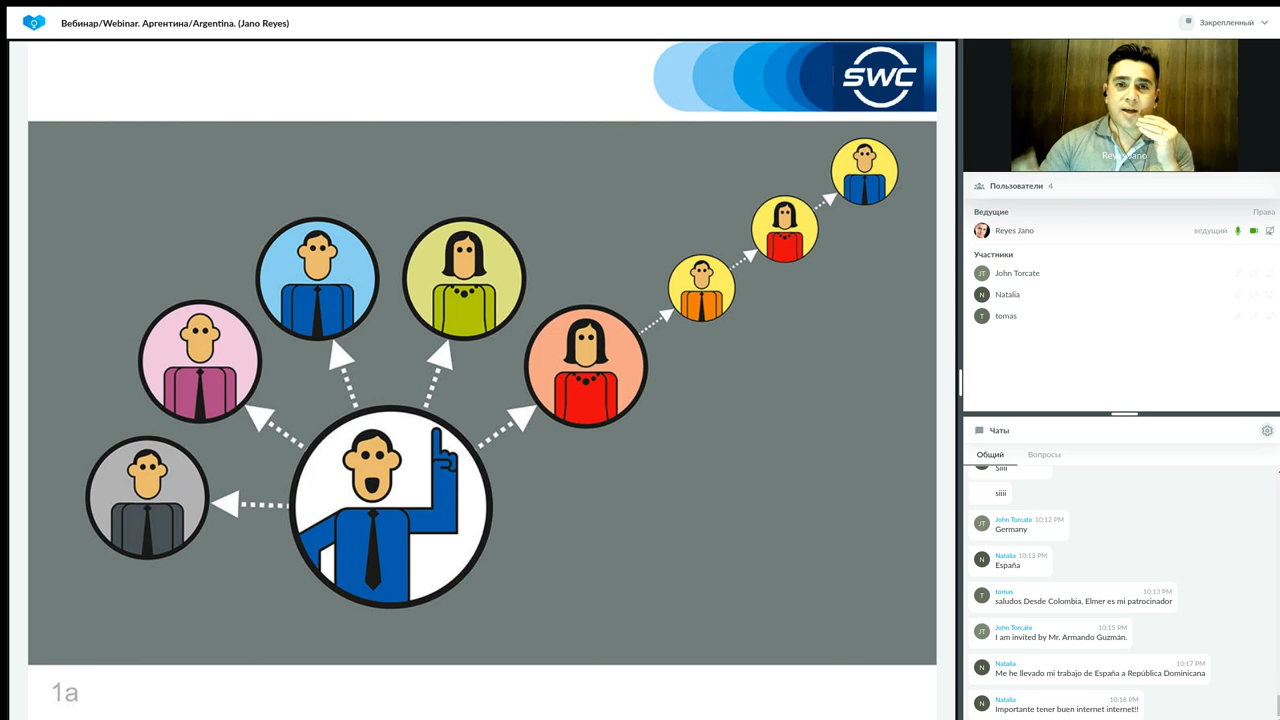 Вебинар/Webinar. Аргентина/Argentina. (Jano Reyes)
Закрепленный
SWC
Reyes Jano
Пользователи 4
Ведущие Права
Reyes Jano ведущий
Участники
JT John Torcate
N Natalia
T tomas
Чаты
Общий Вопросы
Siiii
siiii
JT John Torcate 10:12 PM
Germany
N Natalia 10:13 PM
España
T tomas 10:13 PM
saludos Desde Colombia, Elmer es mi patrocinador
JT John Torcate 10:15 PM
I am invited by Mr. Armando Guzmán.
N Natalia 10:17 PM
Me he llevado mi trabajo de España a República Dominicana
N Natalia 10:18 PM
Importante tener buen internet internet!!
1a